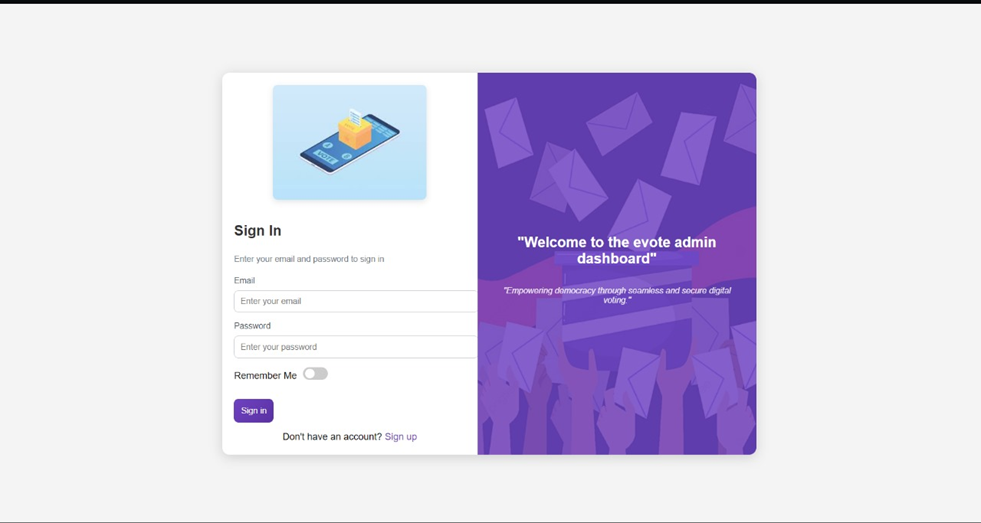 VOTE
Sign In
Enter your email and password to sign in
Email
Enter your email
Password
Enter your password
Remember Me
Sign in
Don't have an account? Sign up
"Welcome to the evote admin
dashboard"
"Empowering democracy through seamless and secure digital
voting."